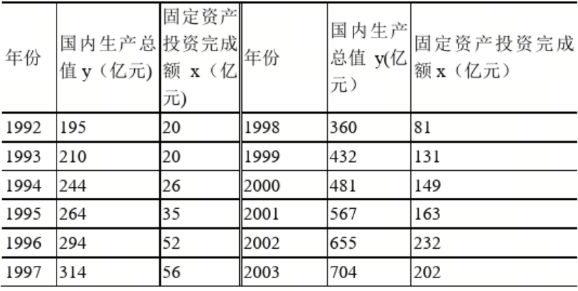 年份 国内生产总值 y（亿元） 固定资产投资完成额 x（亿元) 年份 国内生产总值 y(亿元） 固定资产投资完成额 x（亿元）
1992 195 20 1998 360 81
1993 210 20 1999 432 131
1994 244 26 2000 481 149
1995 264 35 2001 567 163
1996 294 52 2002 655 232
1997 314 56 2003 704 202